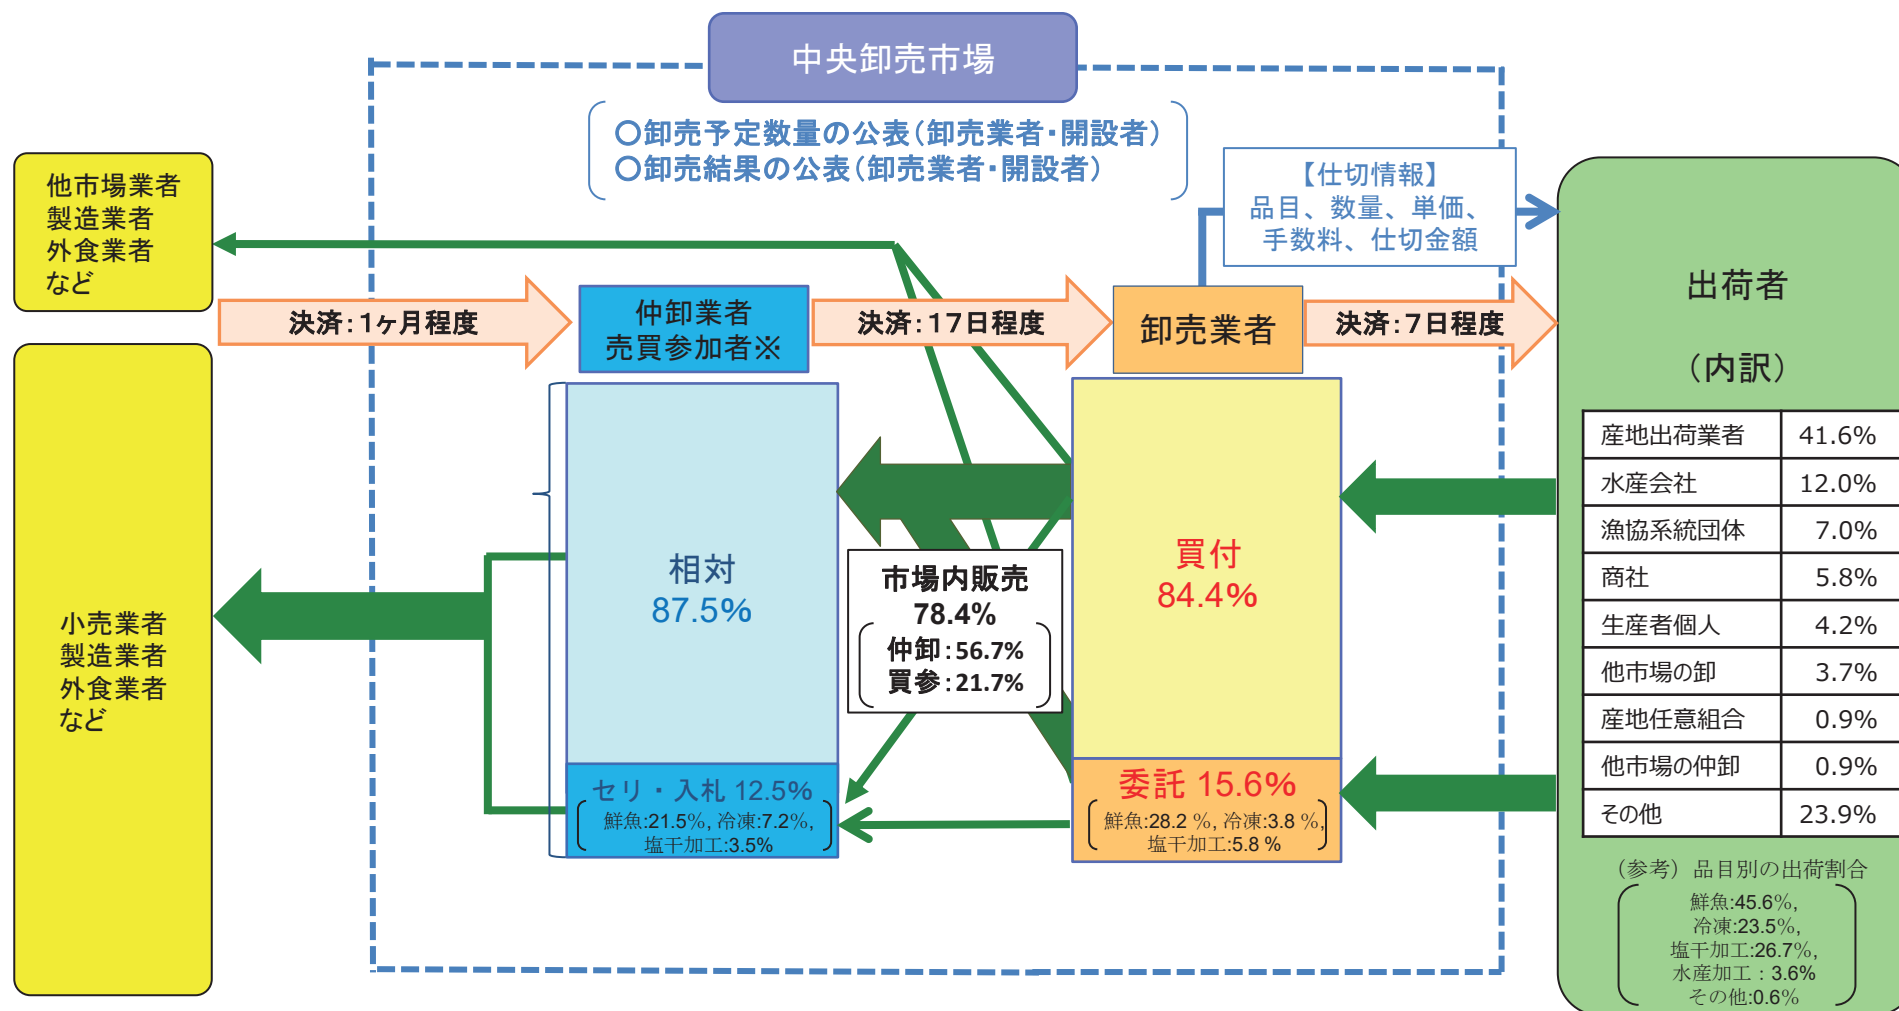 中央卸売市場
○卸売予定数量の公表（卸売業者・開設者）
○卸売結果の公表（卸売業者・開設者）
【仕切情報】
品目、数量、単価、
手数料、仕切金額
他市場業者
製造業者
外食業者
など
決済：1ヶ月程度
仲卸業者
売買参加者※
決済：17日程度
卸売業者
決済：7日程度
小売業者
製造業者
外食業者
など
相対
87.5%
セリ・入札 12.5%
鮮魚:21.5%, 冷凍:7.2%,
塩干加工:3.5%
市場内販売
78.4%
仲卸：56.7%
買参：21.7%
買付
84.4%
委託 15.6%
鮮魚:28.2 %, 冷凍:3.8 %,
塩干加工:5.8 %
出荷者
（内訳）
産地出荷業者 41.6%
水産会社 12.0%
漁協系統団体 7.0%
商社 5.8%
生産者個人 4.2%
他市場の卸 3.7%
産地任意組合 0.9%
他市場の仲卸 0.9%
その他 23.9%
（参考）品目別の出荷割合
鮮魚:45.6%,
冷凍:23.5%,
塩干加工:26.7%,
水産加工：3.6%
その他:0.6%